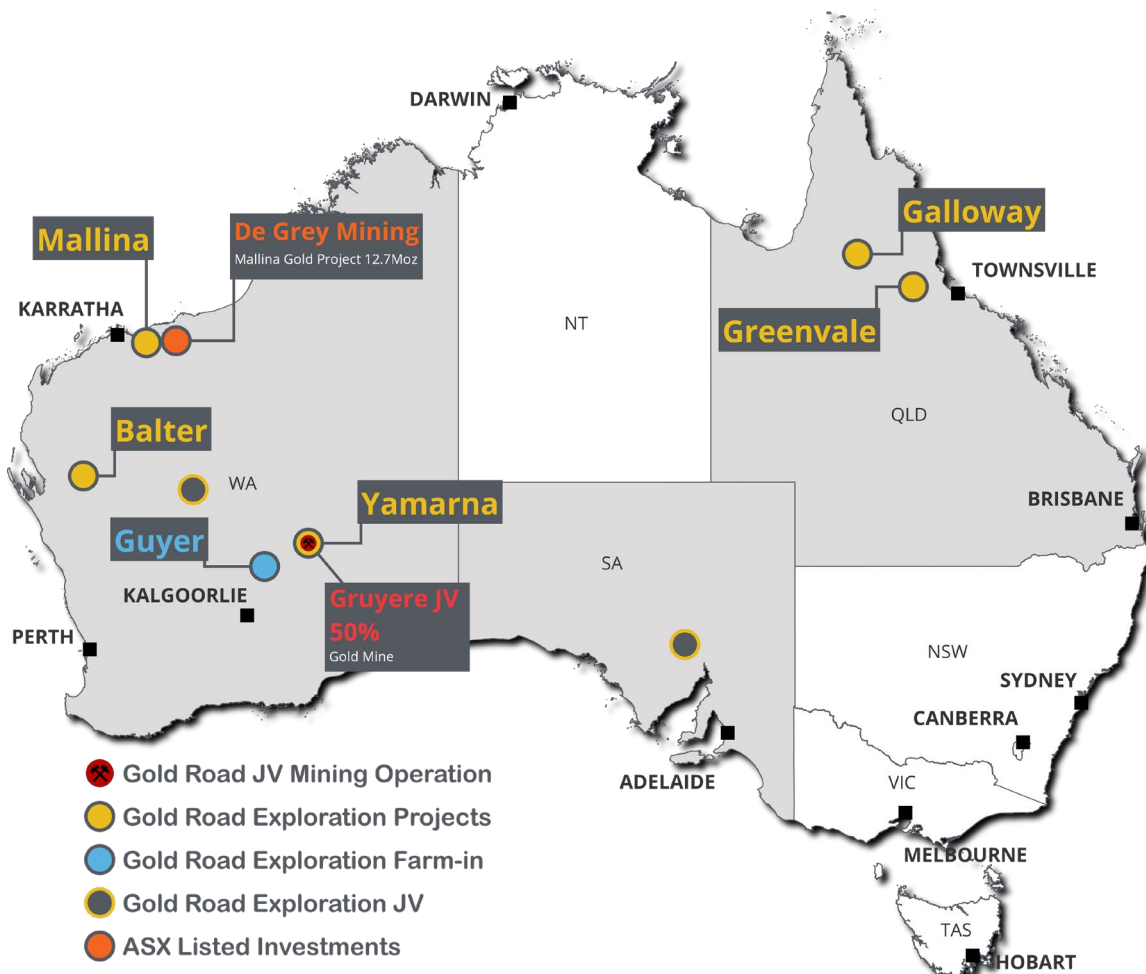 DARWIN
Galloway
Mallina
De Grey Mining
Mallina Gold Project 12.7Moz
TOWNSVILLE
KARRATHA
Greenvale
NT
QLD
Balter
WA
BRISBANE
Yamarna
Guyer
SA
KALGOORLIE
Gruyere JV
50%
Gold Mine
PERTH
NSW
SYDNEY
CANBERRA
ADELAIDE
VIC
MELBOURNE
TAS
HOBART
Gold Road JV Mining Operation
Gold Road Exploration Projects
Gold Road Exploration Farm-in
Gold Road Exploration JV
ASX Listed Investments